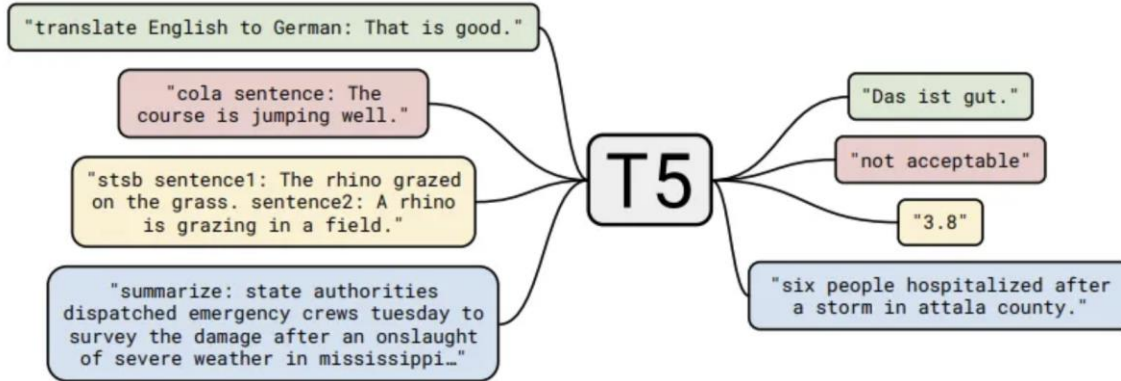 "translate English to German: That is good."
"cola sentence: The
course is jumping well."
"stsb sentence1: The rhino grazed
on the grass. sentence2: A rhino
is grazing in a field."
"summarize: state authorities
dispatched emergency crews tuesday to
survey the damage after an onslaught
of severe weather in mississippi…"
T5
"Das ist gut."
"not acceptable"
"3.8"
"six people hospitalized after
a storm in attala county."